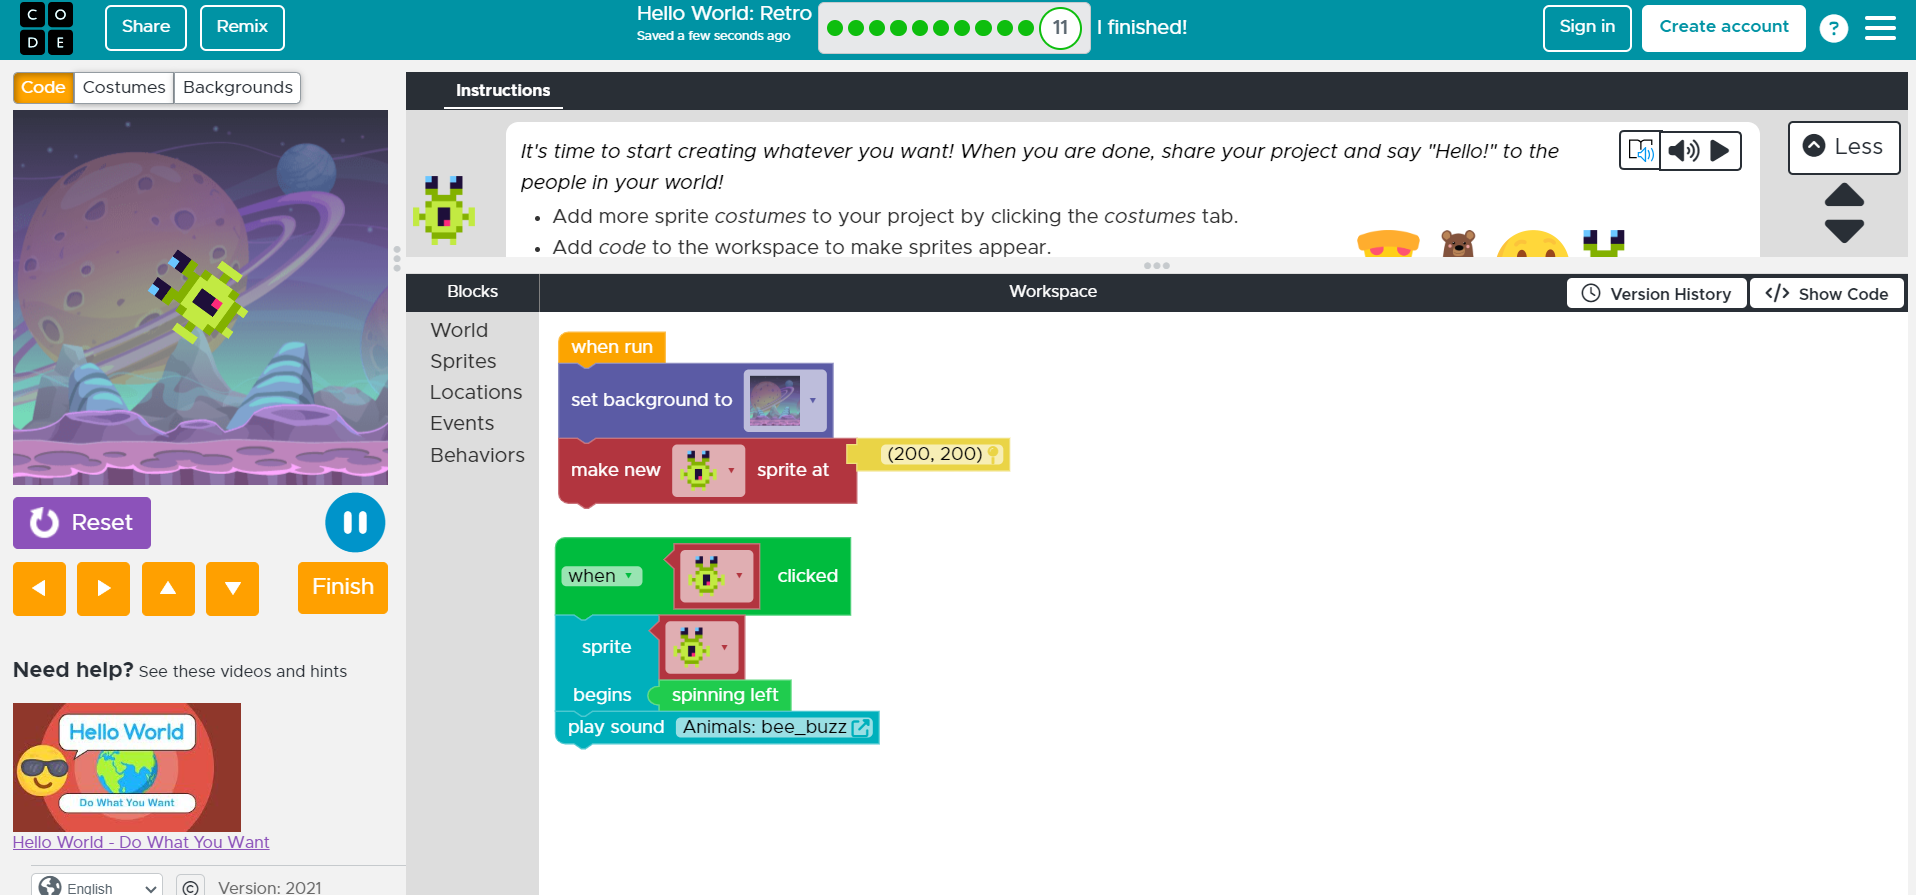 C O
D E
Share
Remix
Hello World: Retro
Saved a few seconds ago
11
I finished!
Sign in
Create account
?
Code
Costumes
Backgrounds
Instructions
It's time to start creating whatever you want! When you are done, share your project and say "Hello!" to the
people in your world!
• Add more sprite costumes to your project by clicking the costumes tab.
• Add code to the workspace to make sprites appear.
Less
Blocks
Workspace
Version History
</> Show Code
World
Sprites
Locations
Events
Behaviors
when run
set background to
make new sprite at (200, 200)
when clicked
sprite
begins spinning left
play sound Animals: bee_buzz
Reset
Finish
Need help? See these videos and hints
Hello World
Do What You Want
Hello World - Do What You Want
English
©
Version: 2021